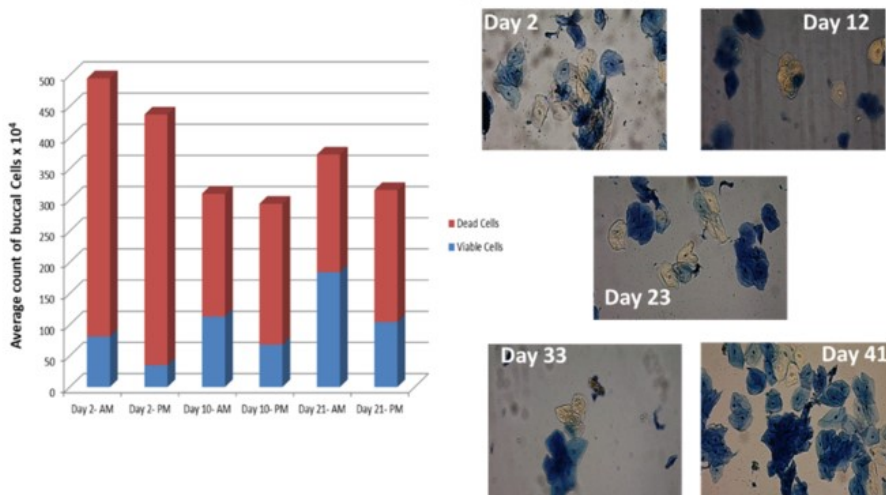 Average count of buccal Cells x 10⁴
500
450
400
350
300
250
200
150
100
50
0
Day 2- AM
Day 2- PM
Day 10- AM
Day 10- PM
Day 21- AM
Day 21- PM
Dead Cells
Viable Cells
Day 2
Day 12
Day 23
Day 33
Day 41